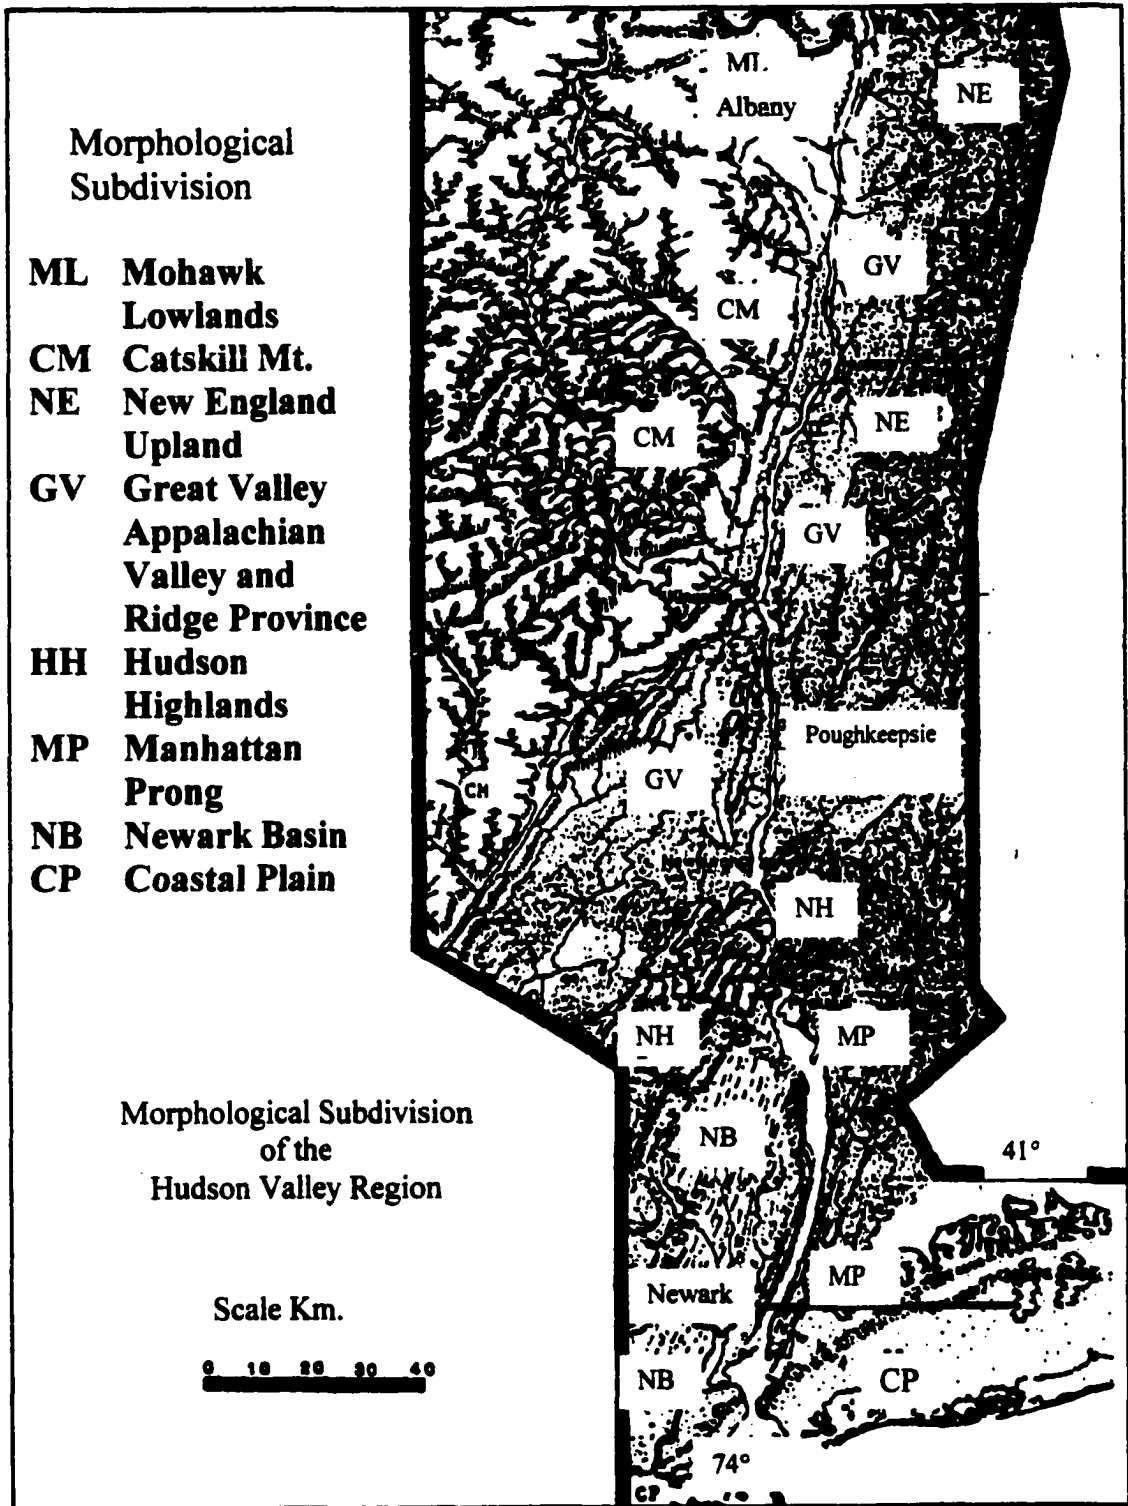 Morphological
Subdivision
ML Mohawk
Lowlands
CM Catskill Mt.
NE New England
Upland
GV Great Valley
Appalachian
Valley and
Ridge Province
HH Hudson
Highlands
MP Manhattan
Prong
NB Newark Basin
CP Coastal Plain
Morphological Subdivision
of the
Hudson Valley Region
Scale Km.
0 10 20 30 40
ML
Albany
NE
GV
CM
NE
CM
GV
Poughkeepsie
GV
CM
NH
NH
MP
NB
41°
MP
Newark
NB
CP
74°
CP